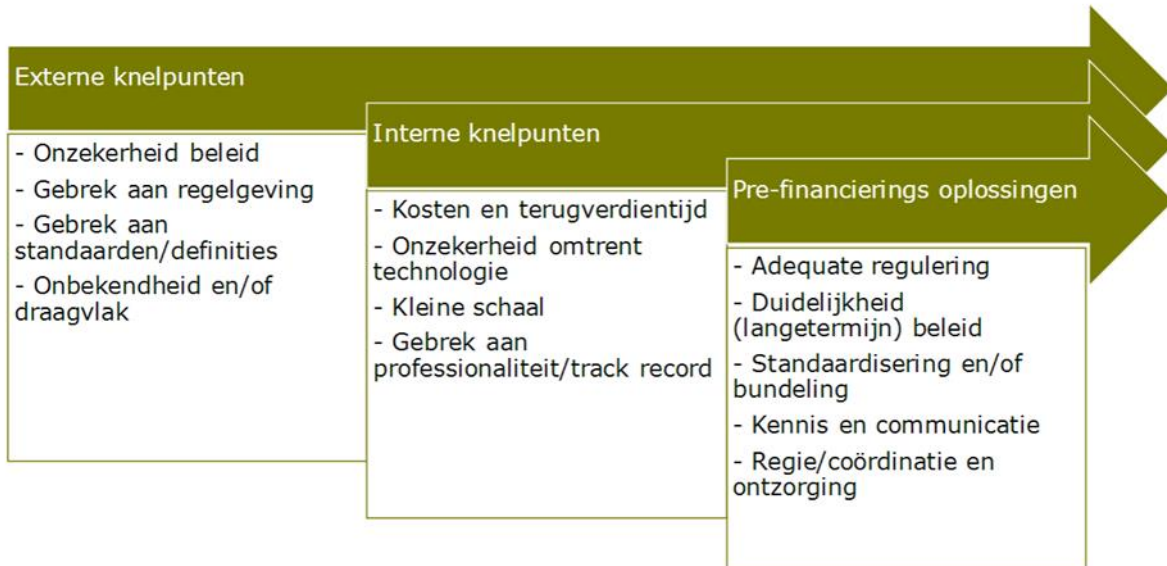 Externe knelpunten
- Onzekerheid beleid
- Gebrek aan regelgeving
- Gebrek aan
standaarden/definities
- Onbekendheid en/of
draagvlak
Interne knelpunten
- Kosten en terugverdientijd
- Onzekerheid omtrent
technologie
- Kleine schaal
- Gebrek aan
professionaliteit/track record
Pre-financierings oplossingen
- Adequate regulering
- Duidelijkheid
(langetermijn) beleid
- Standaardisering en/of
bundeling
- Kennis en communicatie
- Regie/coördinatie en
ontzorging